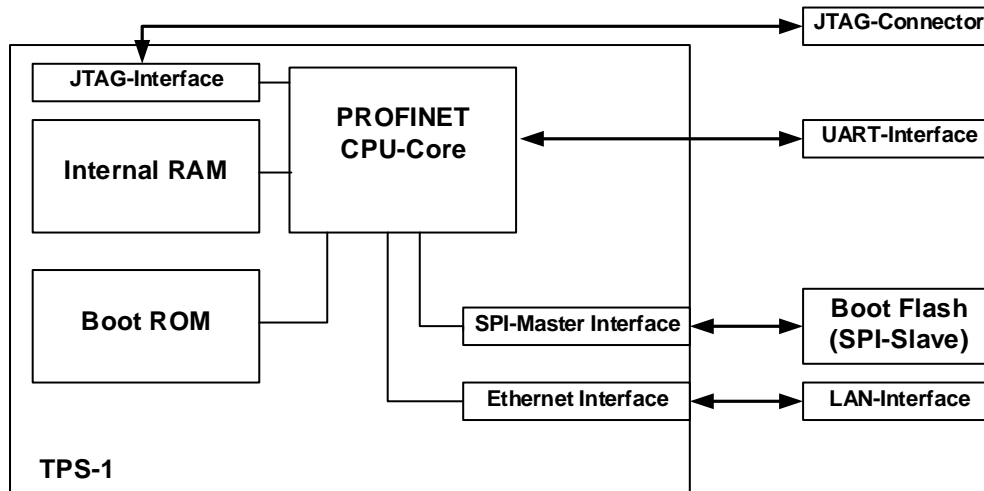 JTAG-Connector
JTAG-Interface
PROFINET
CPU-Core
UART-Interface
Internal RAM
Boot ROM
SPI-Master Interface
Boot Flash
(SPI-Slave)
Ethernet Interface
LAN-Interface
TPS-1